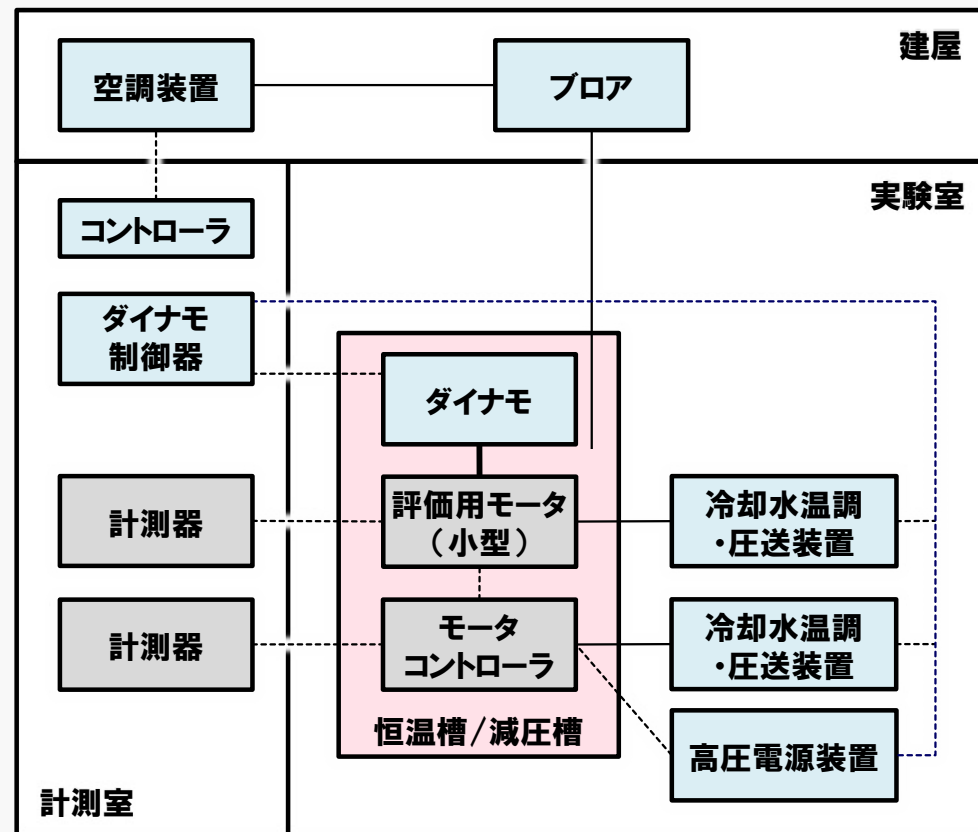 建屋
空調装置
ブロア
実験室
コントローラ
ダイナモ
制御器
ダイナモ
計測器
評価用モータ
（小型）
冷却水温調
・圧送装置
計測器
モータ
コントローラ
冷却水温調
・圧送装置
恒温槽/減圧槽
高圧電源装置
計測室